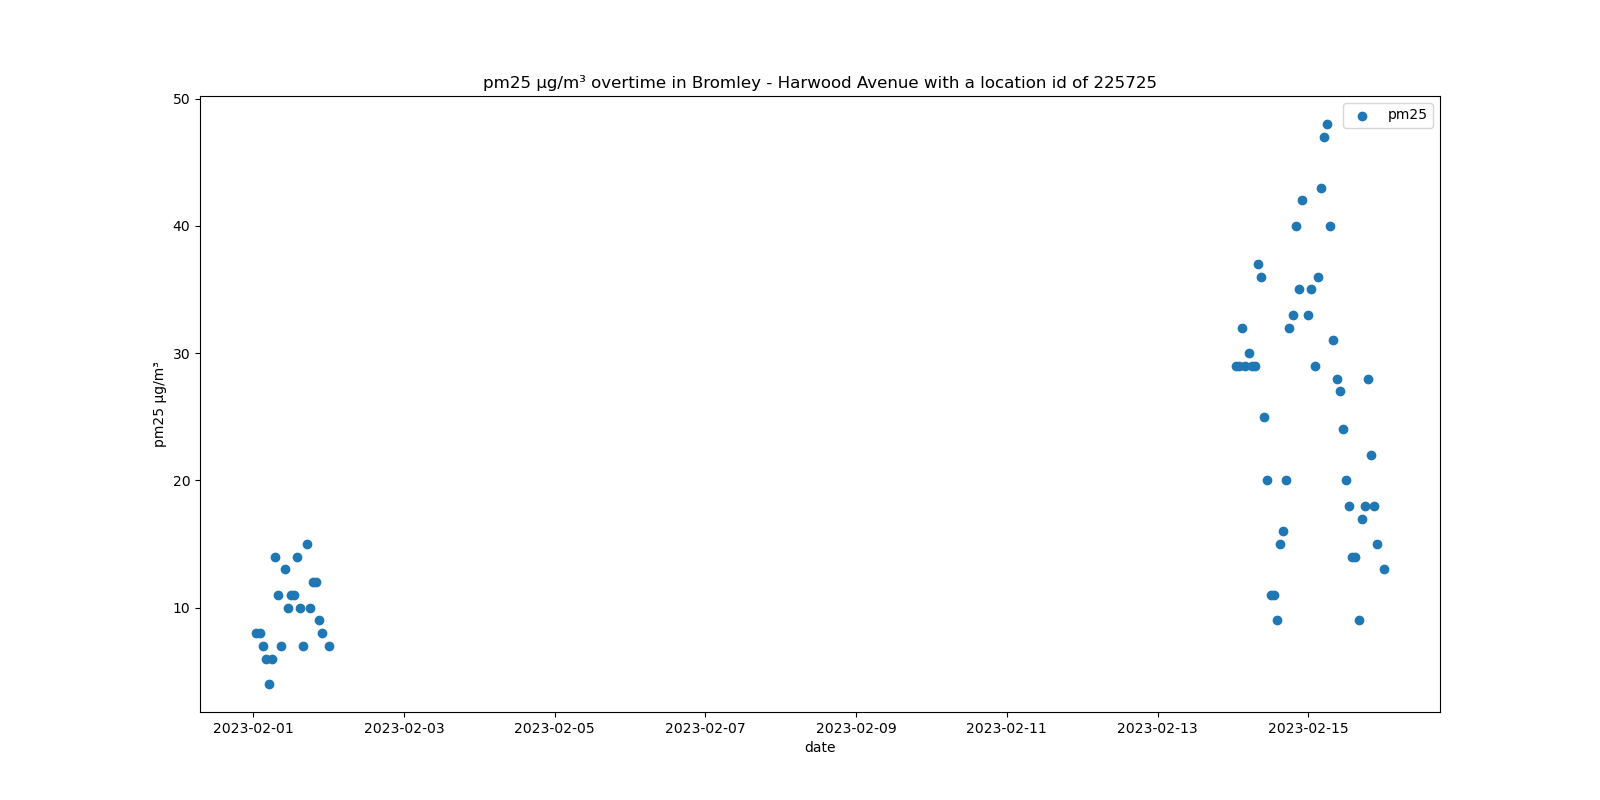 pm25 µg/m³ overtime in Bromley - Harwood Avenue with a location id of 225725
pm25
50
40
30
20
10
pm25 µg/m³
2023-02-01 2023-02-03 2023-02-05 2023-02-07 2023-02-09 2023-02-11 2023-02-13 2023-02-15
date